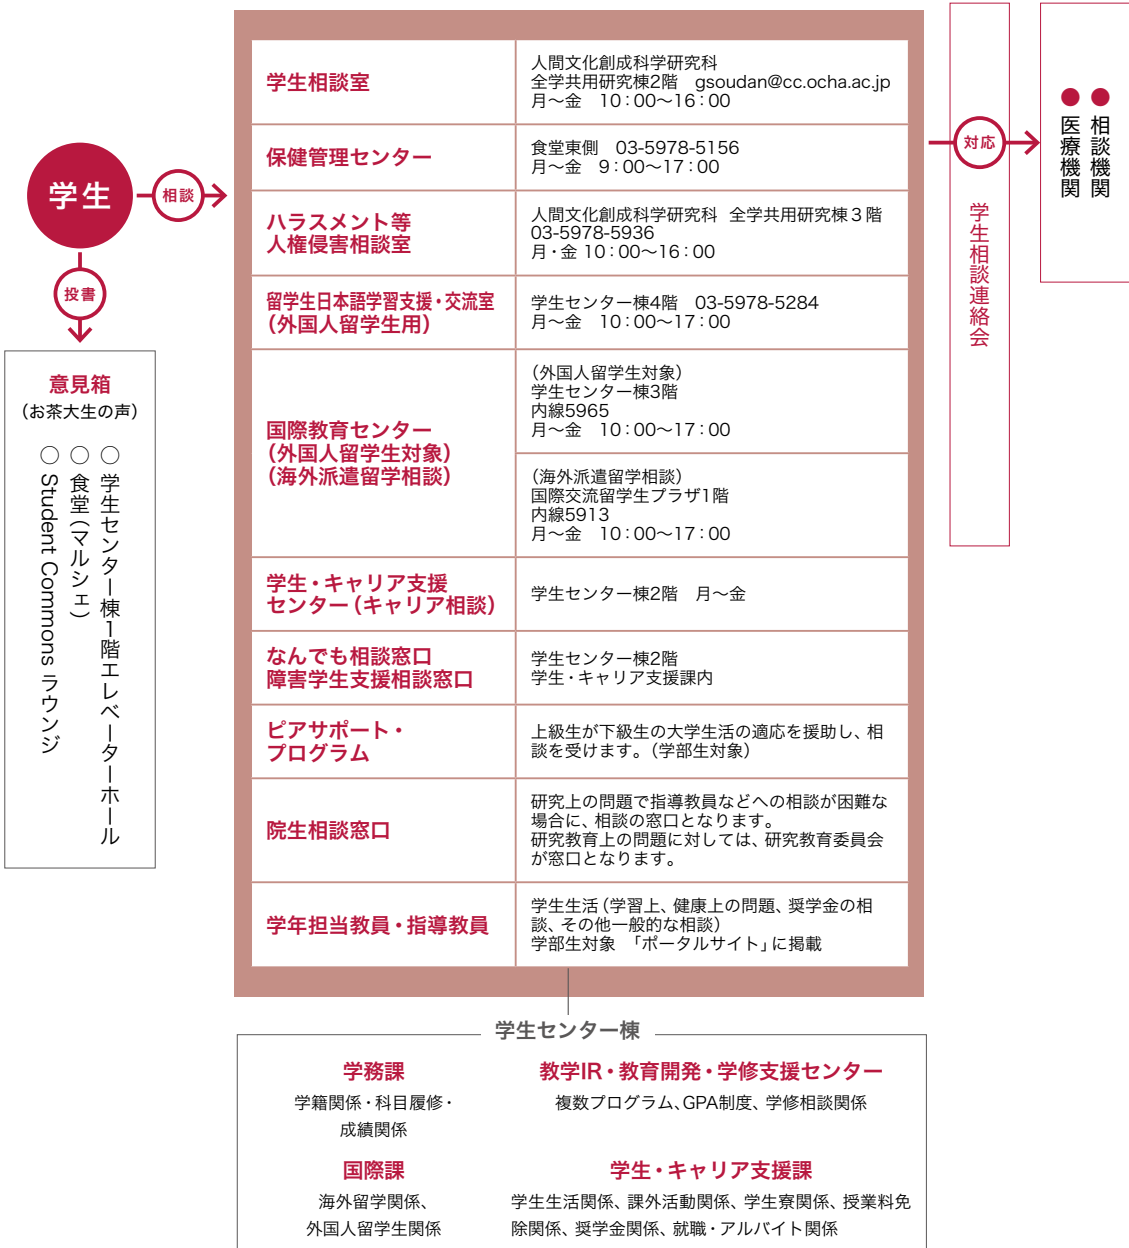 学生
相談
投書
意見箱
（お茶大生の声）
○ 学生センター棟1階エレベーターホール
○ 食堂（マルシェ）
○ Student Commons ラウンジ
学生相談室
人間文化創成科学研究科
全学共用研究棟2階　gsoudan@cc.ocha.ac.jp
月〜金　10：00〜16：00
保健管理センター
食堂東側　03-5978-5156
月〜金　9：00〜17：00
ハラスメント等
人権侵害相談室
人間文化創成科学研究科 全学共用研究棟３階
03-5978-5936
月・金 10：00〜16：00
留学生日本語学習支援・交流室
（外国人留学生用）
学生センター棟4階　03-5978-5284
月〜金　10：00〜17：00
国際教育センター
（外国人留学生対象）
（海外派遣留学相談）
（外国人留学生対象）
学生センター棟3階
内線5965
月〜金　10：00〜17：00
（海外派遣留学相談）
国際交流留学生プラザ1階
内線5913
月〜金　10：00〜17：00
学生・キャリア支援
センター（キャリア相談）
学生センター棟2階　月〜金
なんでも相談窓口
障害学生支援相談窓口
学生センター棟2階
学生・キャリア支援課内
ピアサポート・
プログラム
上級生が下級生の大学生活の適応を援助し、相
談を受けます。（学部生対象）
院生相談窓口
研究上の問題で指導教員などへの相談が困難な
場合に、相談の窓口となります。
研究教育上の問題に対しては、研究教育委員会
が窓口となります。
学年担当教員・指導教員
学生生活（学習上、健康上の問題、奨学金の相
談、その他一般的な相談）
学部生対象　「ポータルサイト」に掲載
対応
学生相談連絡会
● 相談機関
● 医療機関
学生センター棟
学務課
学籍関係・科目履修・
成績関係
教学IR・教育開発・学修支援センター
複数プログラム、GPA制度、学修相談関係
国際課
海外留学関係、
外国人留学生関係
学生・キャリア支援課
学生生活関係、課外活動関係、学生寮関係、授業料免
除関係、奨学金関係、就職・アルバイト関係